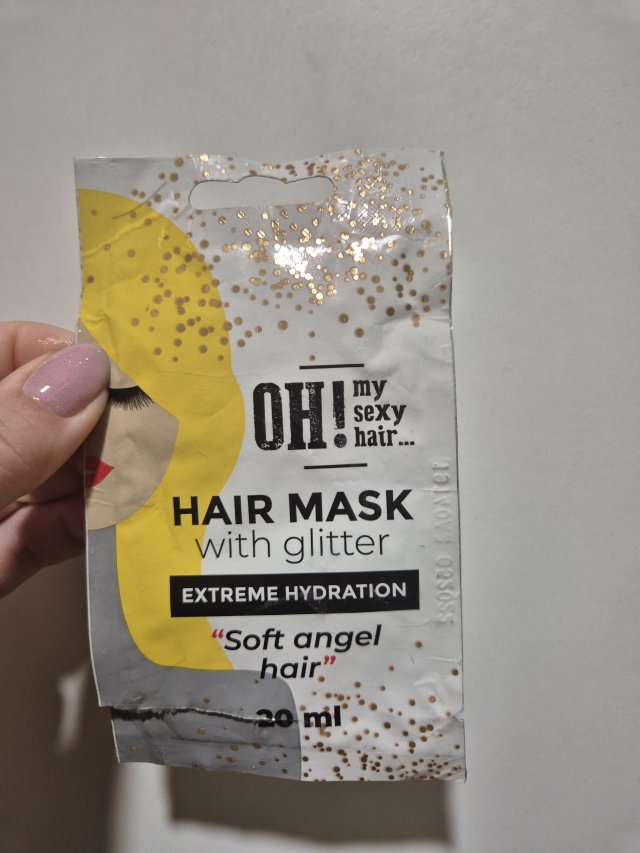 OH! my
sexy
hair...
HAIR MASK
with glitter
EXTREME HYDRATION
“Soft angel
hair”
20 ml